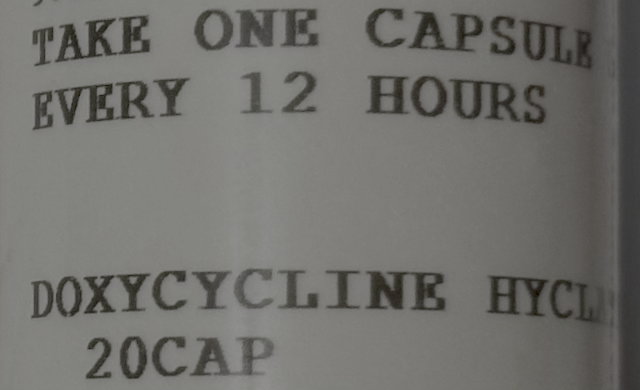 TAKE ONE CAPSULE
EVERY 12 HOURS
DOXYCYCLINE
20CAP